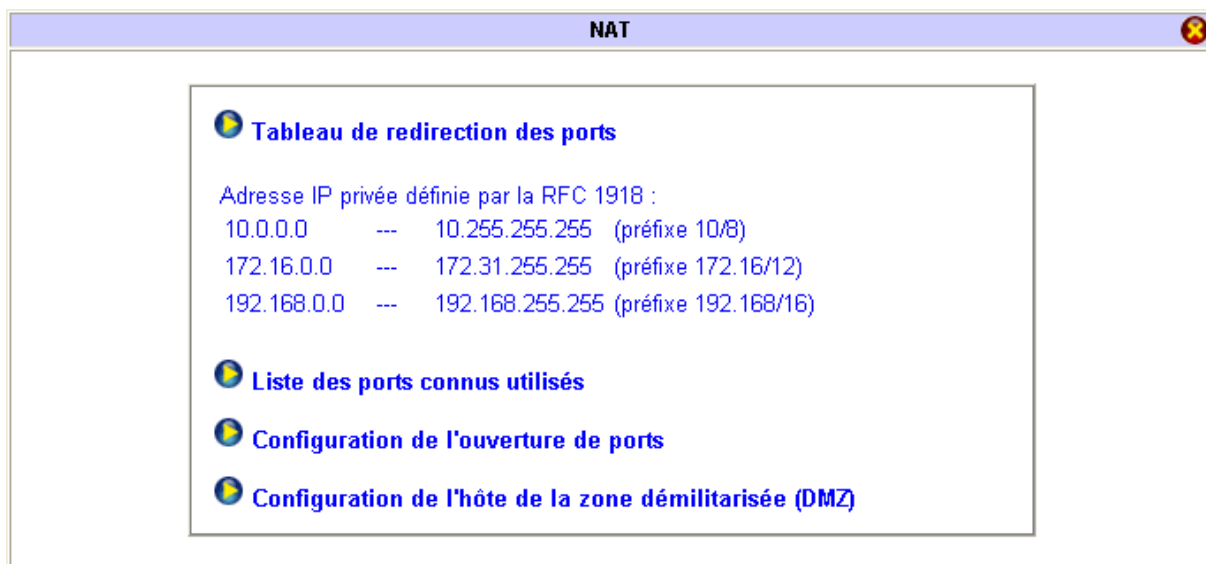 NAT
Tableau de redirection des ports
Adresse IP privée définie par la RFC 1918 :
10.0.0.0 --- 10.255.255.255 (préfixe 10/8)
172.16.0.0 --- 172.31.255.255 (préfixe 172.16/12)
192.168.0.0 --- 192.168.255.255 (préfixe 192.168/16)
Liste des ports connus utilisés
Configuration de l'ouverture de ports
Configuration de l'hôte de la zone démilitarisée (DMZ)